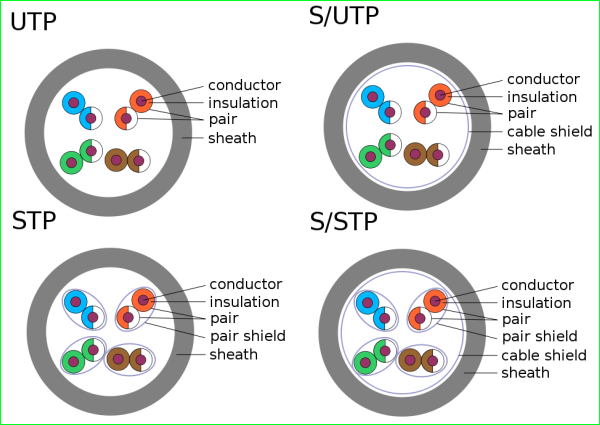 UTP
conductor
insulation
pair
sheath
S/UTP
conductor
insulation
pair
cable shield
sheath
STP
conductor
insulation
pair
pair shield
sheath
S/STP
conductor
insulation
pair
pair shield
cable shield
sheath